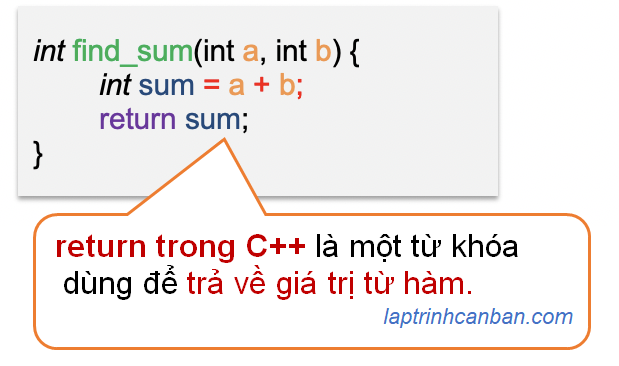 int find_sum(int a, int b) {
int sum = a + b;
return sum;
}
return trong C++ là một từ khóa
dùng để trả về giá trị từ hàm.
laptrinhcanban.com